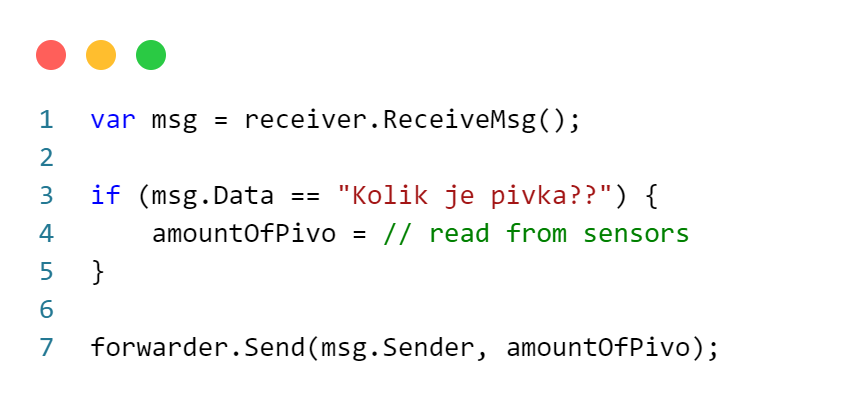 1 var msg = receiver.ReceiveMsg();
2
3 if (msg.Data == "Kolik je pivka??") {
4     amountOfPivo = // read from sensors
5 }
6
7 forwarder.Send(msg.Sender, amountOfPivo);